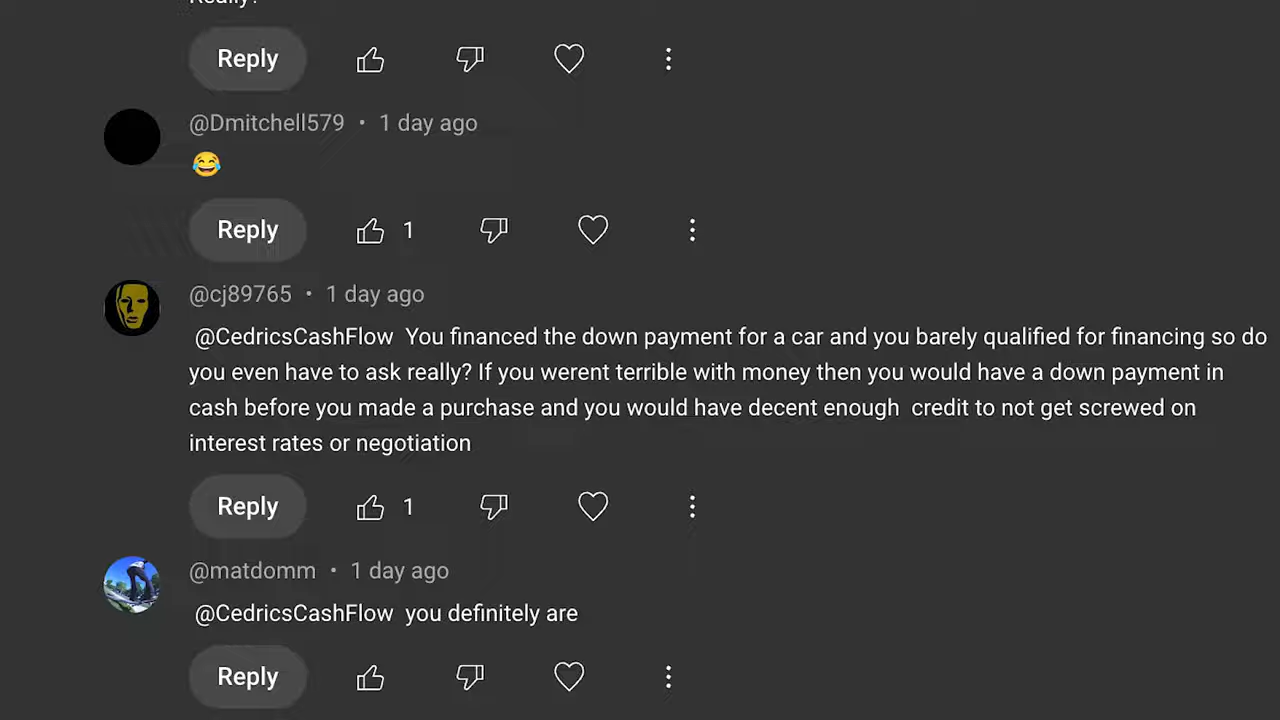 Really?
Reply
@Dmitchell579 • 1 day ago
😂
Reply 1
@cj89765 • 1 day ago
@CedricsCashFlow You financed the down payment for a car and you barely qualified for financing so do
you even have to ask really? If you werent terrible with money then you would have a down payment in
cash before you made a purchase and you would have decent enough credit to not get screwed on
interest rates or negotiation
Reply 1
@matdomm • 1 day ago
@CedricsCashFlow you definitely are
Reply